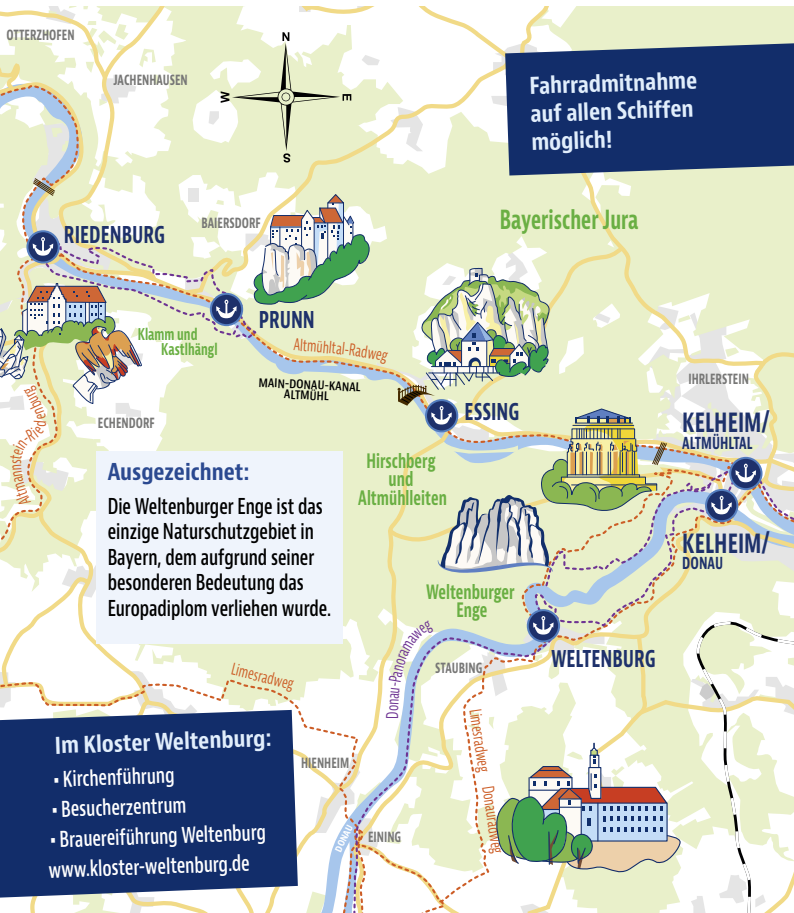 OTTERZHOFEN
JACHENHAUSEN
N
W
E
S
Fahrradmitnahme
auf allen Schiffen
möglich!
RIEDENBURG
BAIERSDORF
Bayerischer Jura
PRUNN
Klamm und
Kastlhängl
Altmühltal-Radweg
MAIN-DONAU-KANAL
ALTMÜHL
IHRLERSTEIN
Altmannstein-Riedenburg
ECHENDORF
ESSING
KELHEIM/
ALTMÜHLTAL
Hirschberg
und
Altmühlleiten
Ausgezeichnet:
Die Weltenburger Enge ist das
einzige Naturschutzgebiet in
Bayern, dem aufgrund seiner
besonderen Bedeutung das
Europadiplom verliehen wurde.
KELHEIM/
DONAU
Weltenburger
Enge
Donau-Panoramaweg
WELTENBURG
STAUBING
Limesradweg
Limesradweg
Donauradweg
Im Kloster Weltenburg:
▪ Kirchenführung
▪ Besucherzentrum
▪ Brauereiführung Weltenburg
www.kloster-weltenburg.de
HIENHEIM
DONAU
EINING